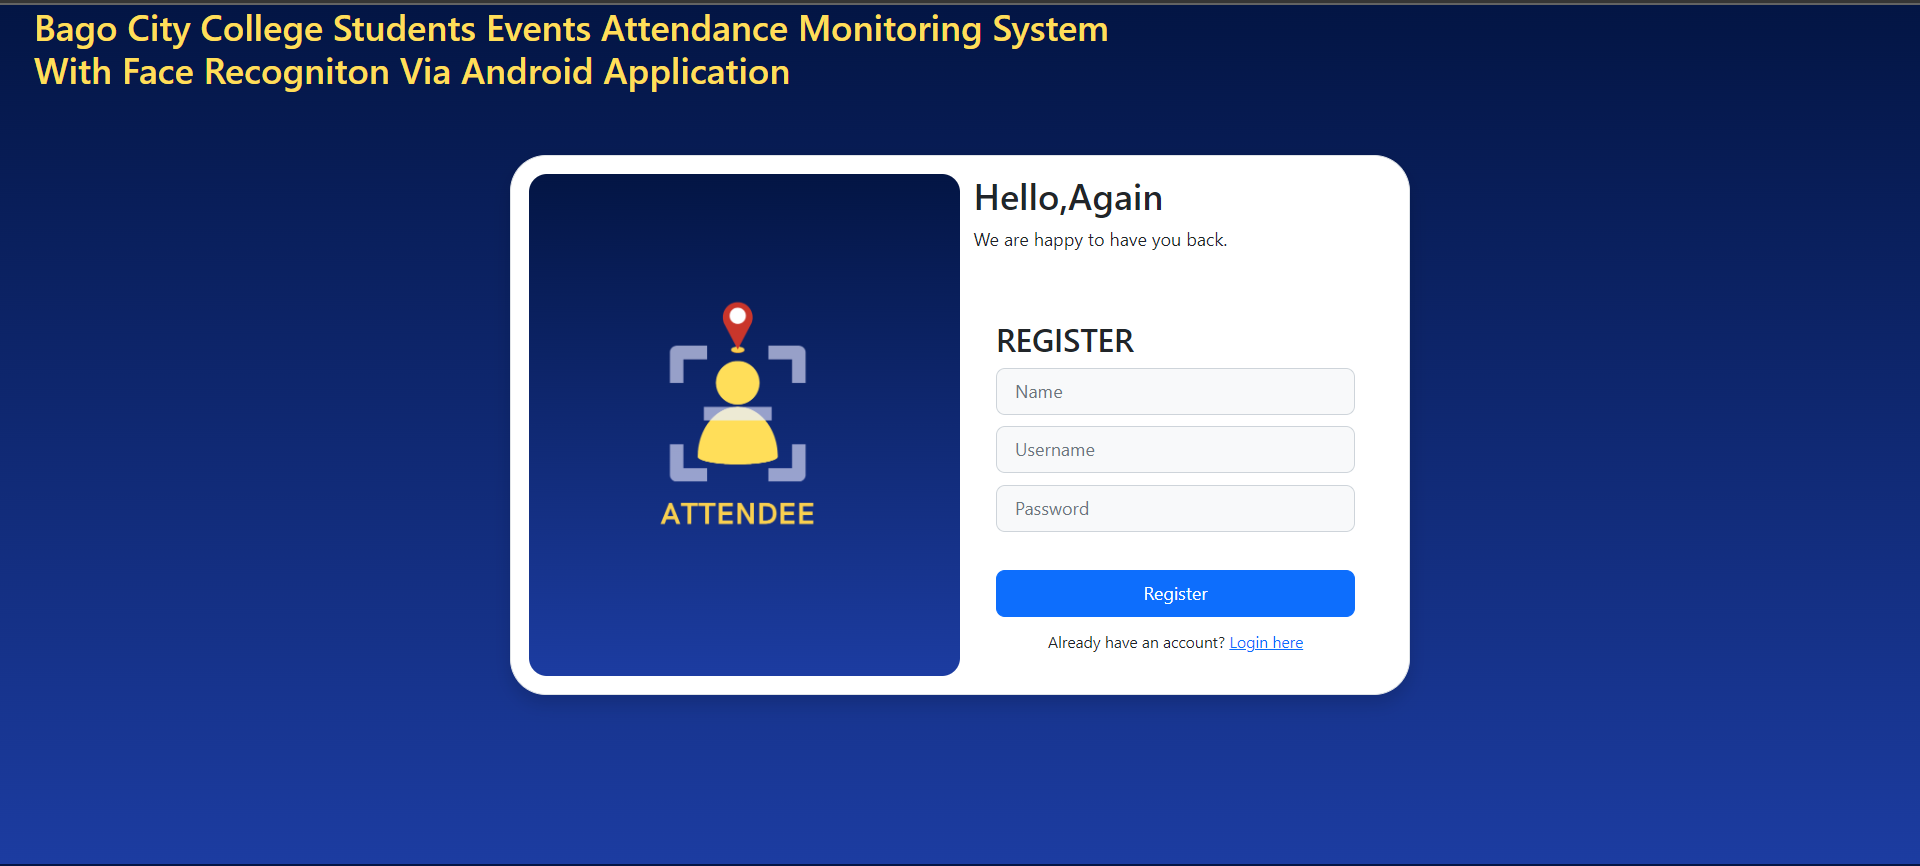 Bago City College Students Events Attendance Monitoring System
With Face Recogniton Via Android Application
Hello,Again
We are happy to have you back.
REGISTER
Name
Username
Password
Register
Already have an account? Login here
ATTENDEE